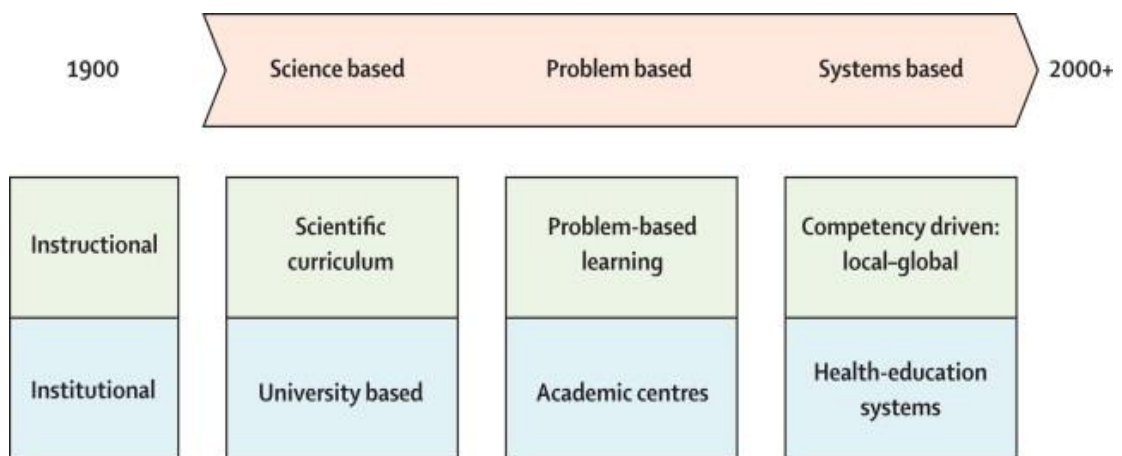 1900
Science based
Problem based
Systems based
2000+
Instructional
Scientific
curriculum
Problem-based
learning
Competency driven:
local–global
Institutional
University based
Academic centres
Health-education
systems